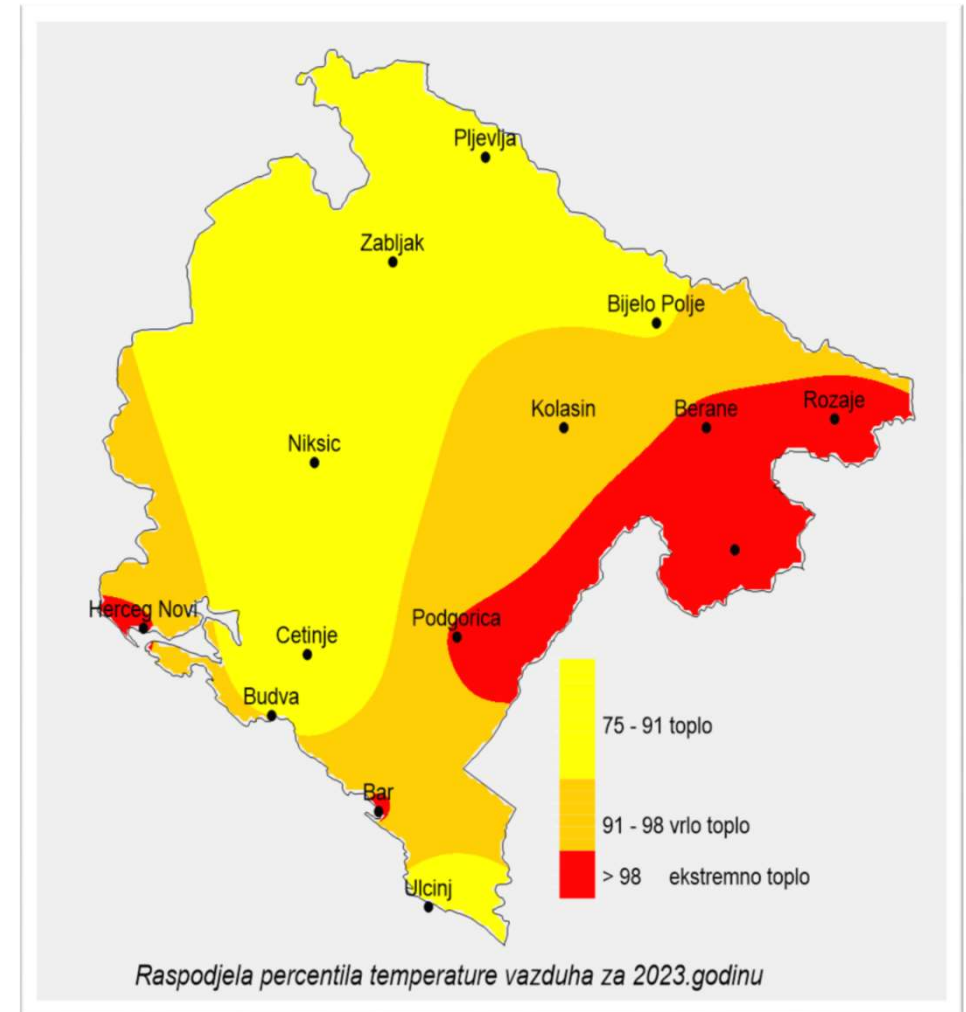 Pljevlja
Zabljak
Bijelo Polje
Kolasin
Berane
Rozaje
Niksic
Herceg Novi
Cetinje
Podgorica
Budva
Bar
Ulcinj
75 - 91 toplo
91 - 98 vrlo toplo
> 98 ekstremno toplo
Raspodjela percentila temperature vazduha za 2023.godinu